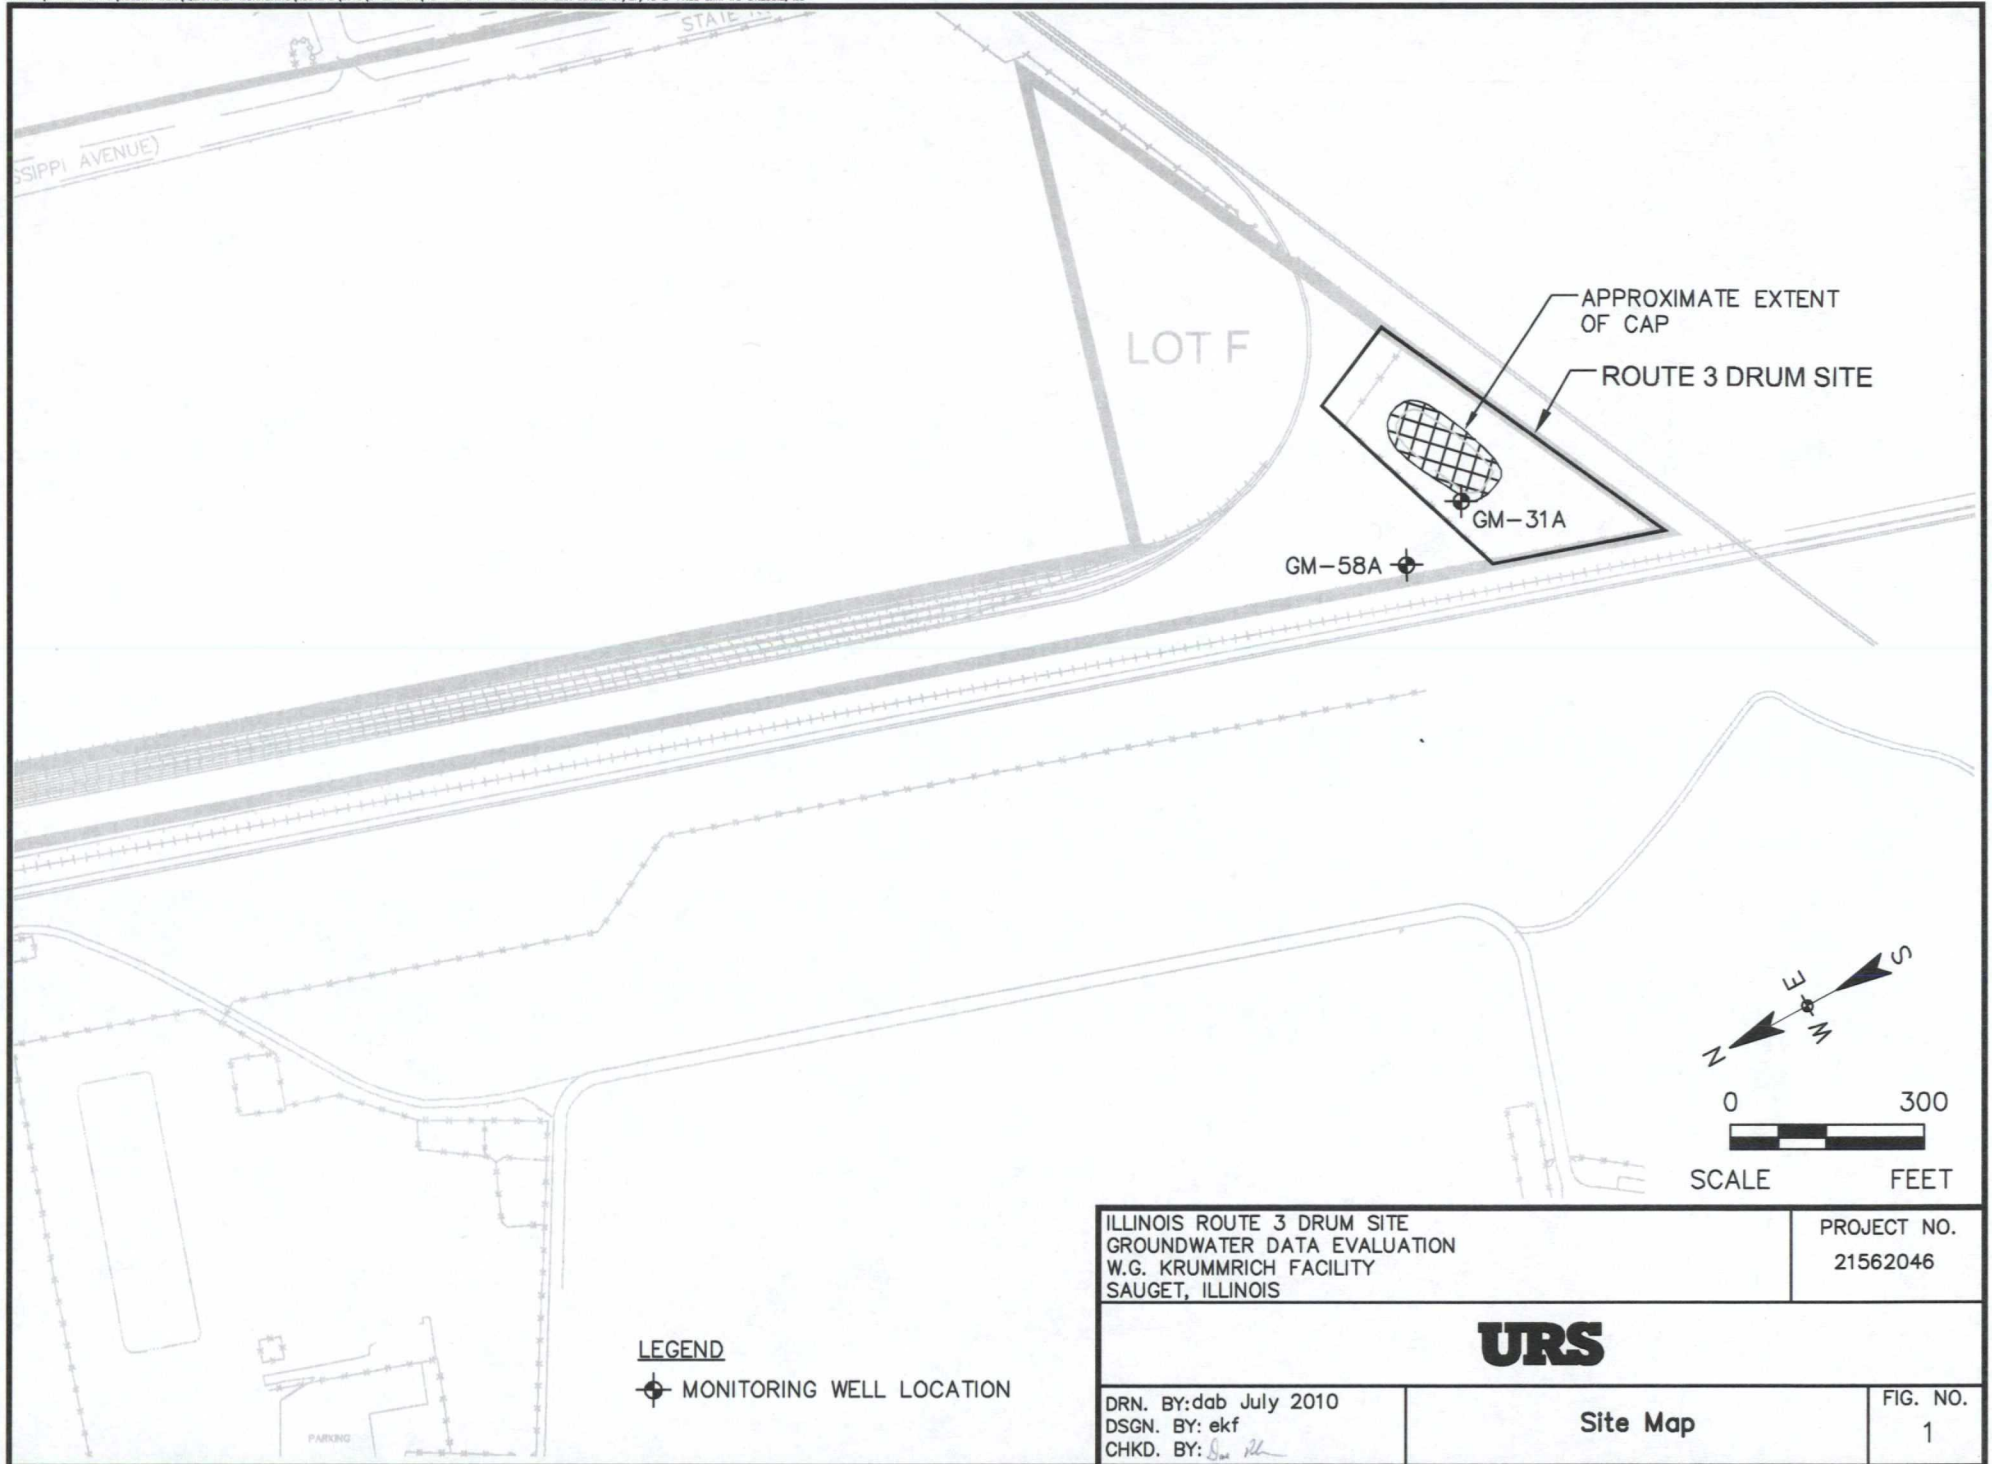 STATE
SSIPPI AVENUE)
LOT F
APPROXIMATE EXTENT
OF CAP
ROUTE 3 DRUM SITE
GM-31A
GM-58A
S
E
W
N
0 300
SCALE FEET
LEGEND
MONITORING WELL LOCATION
PARKING
ILLINOIS ROUTE 3 DRUM SITE
GROUNDWATER DATA EVALUATION
W.G. KRUMMRICH FACILITY
SAUGET, ILLINOIS
PROJECT NO.
21562046
URS
DRN. BY:dab July 2010
DSGN. BY: ekf
CHKD. BY:
Site Map
FIG. NO.
1